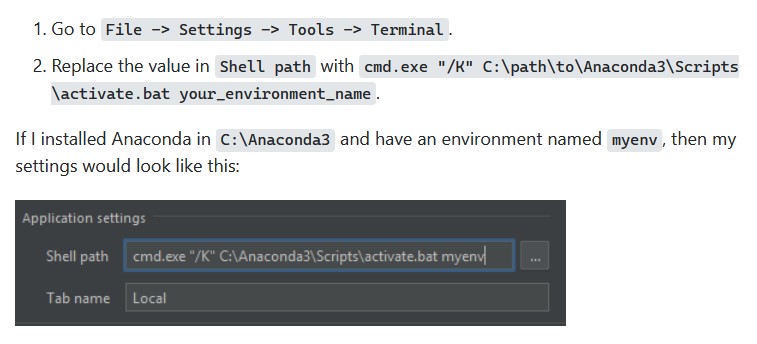 1. Go to File -> Settings -> Tools -> Terminal.
2. Replace the value in Shell path with cmd.exe "/K" C:\path\to\Anaconda3\Scripts
\activate.bat your_environment_name.
If I installed Anaconda in C:\Anaconda3 and have an environment named myenv, then my
settings would look like this:
Application settings
Shell path cmd.exe "/K" C:\Anaconda3\Scripts\activate.bat myenv ...
Tab name Local